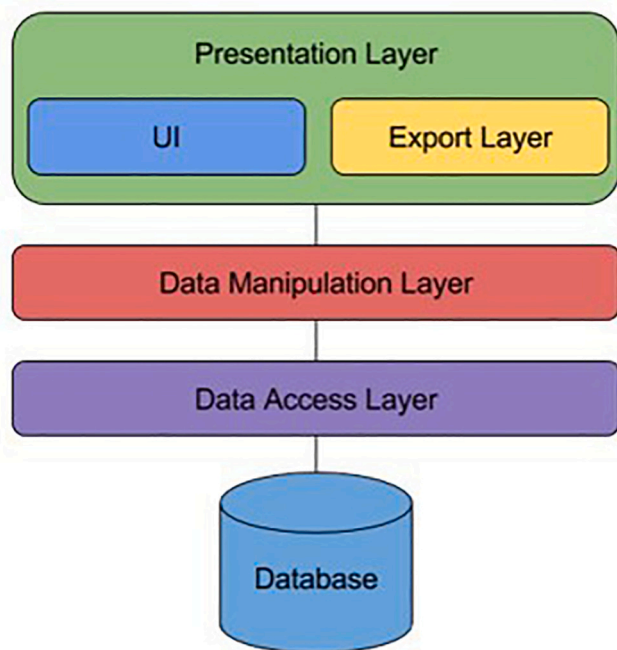 Presentation Layer
UI
Export Layer
Data Manipulation Layer
Data Access Layer
Database